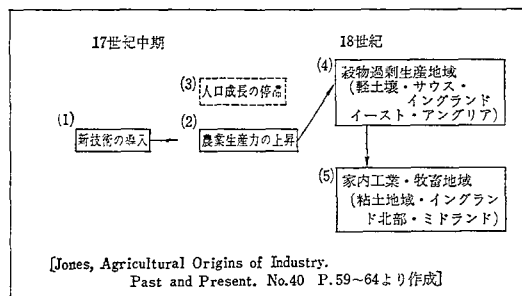 17世紀中期
18世紀
(3)
人口成長の停滞
(1)
新技術の導入
(2)
農業生産力の上昇
(4)
穀物過剰生産地域
(軽土壌・サウス・
イングランド
イースト・アングリア)
(5)
家内工業・牧畜地域
(粘土地域・イングラン
ド北部・ミドランド)
[Jones, Agricultural Origins of Industry.
Past and Present. No.40 P.59~64より作成]